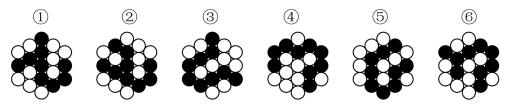 ① ② ③ ④ ⑤ ⑥